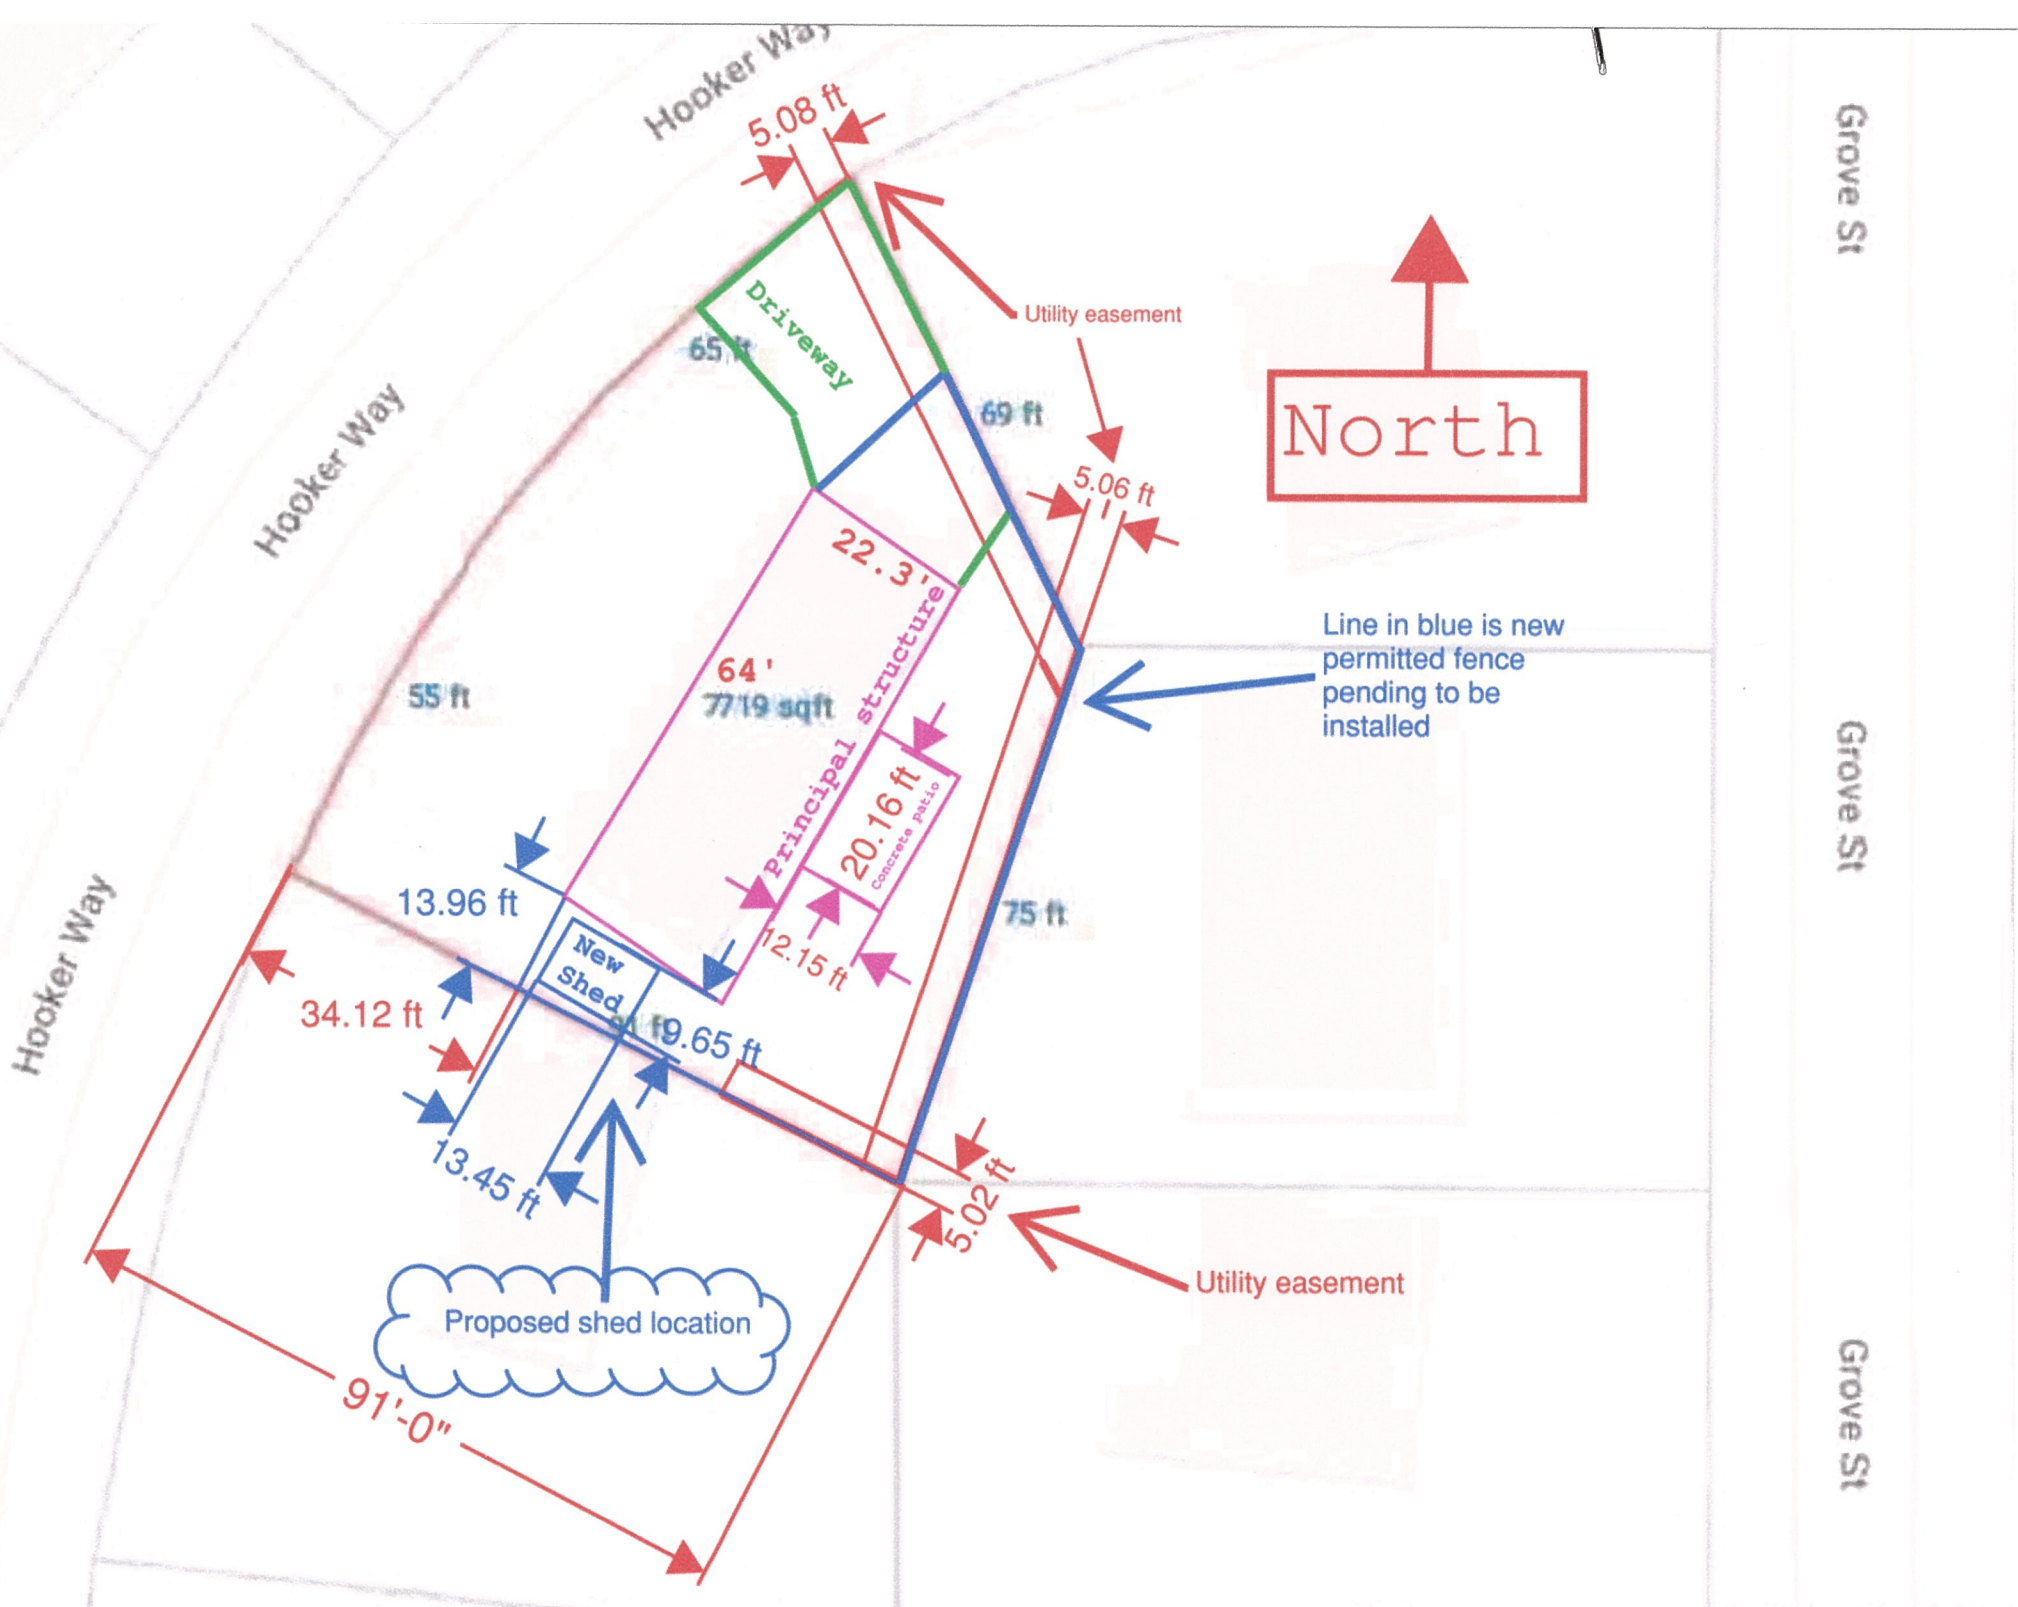 Hooker Way
5.08 ft
Grove St
Utility easement
Driveway
65 ft
North
69 ft
Hooker Way
5.06 ft
22.3'
Line in blue is new
permitted fence
pending to be
installed
64'
7719 sqft
55 ft
Principal structure
20.16 ft
Concrete patio
Grove St
13.96 ft
75 ft
12.15 ft
New
Shed
Hooker Way
34.12 ft
91 ft
9.65 ft
13.45 ft
5.02 ft
Utility easement
Proposed shed location
91'-0"
Grove St